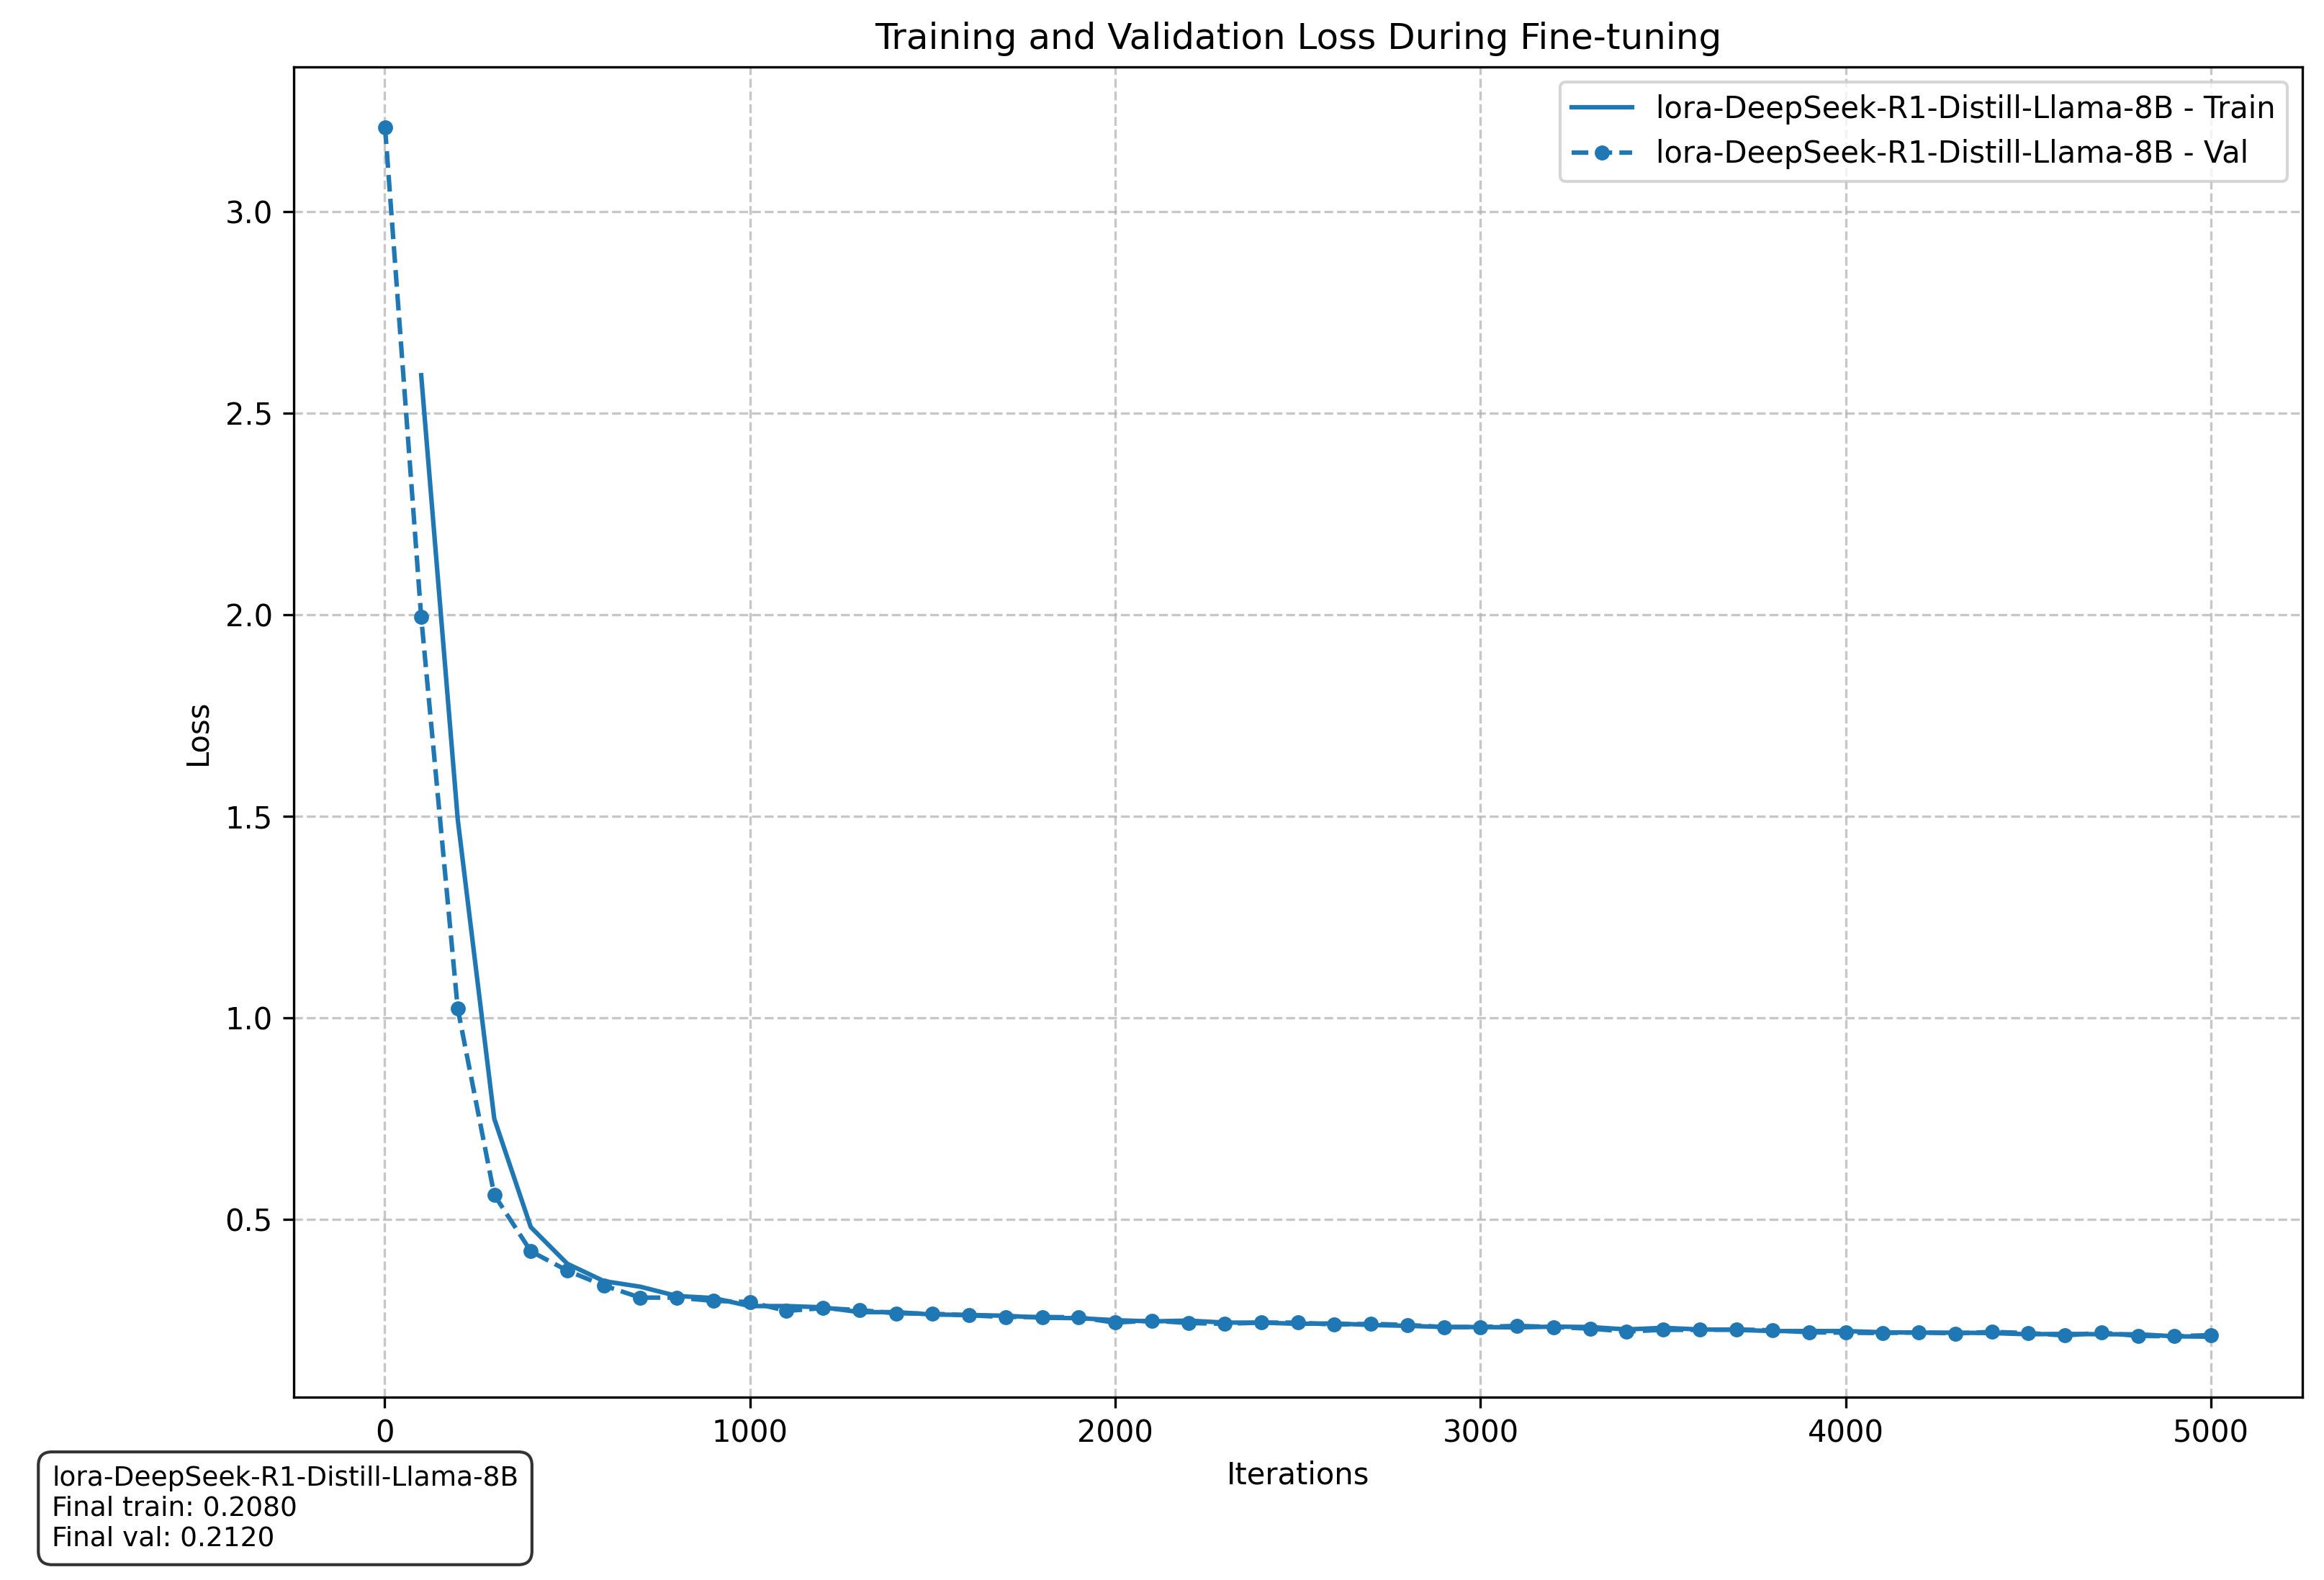 Training and Validation Loss During Fine-tuning
lora-DeepSeek-R1-Distill-Llama-8B - Train
lora-DeepSeek-R1-Distill-Llama-8B - Val
Loss
3.0
2.5
2.0
1.5
1.0
0.5
0 1000 2000 3000 4000 5000
Iterations
lora-DeepSeek-R1-Distill-Llama-8B
Final train: 0.2080
Final val: 0.2120